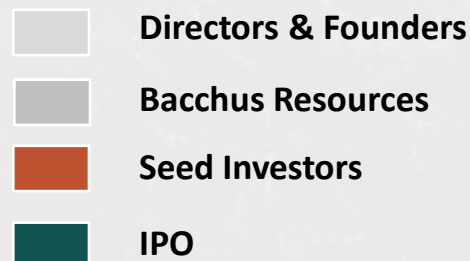 Directors & Founders
Bacchus Resources
Seed Investors
IPO